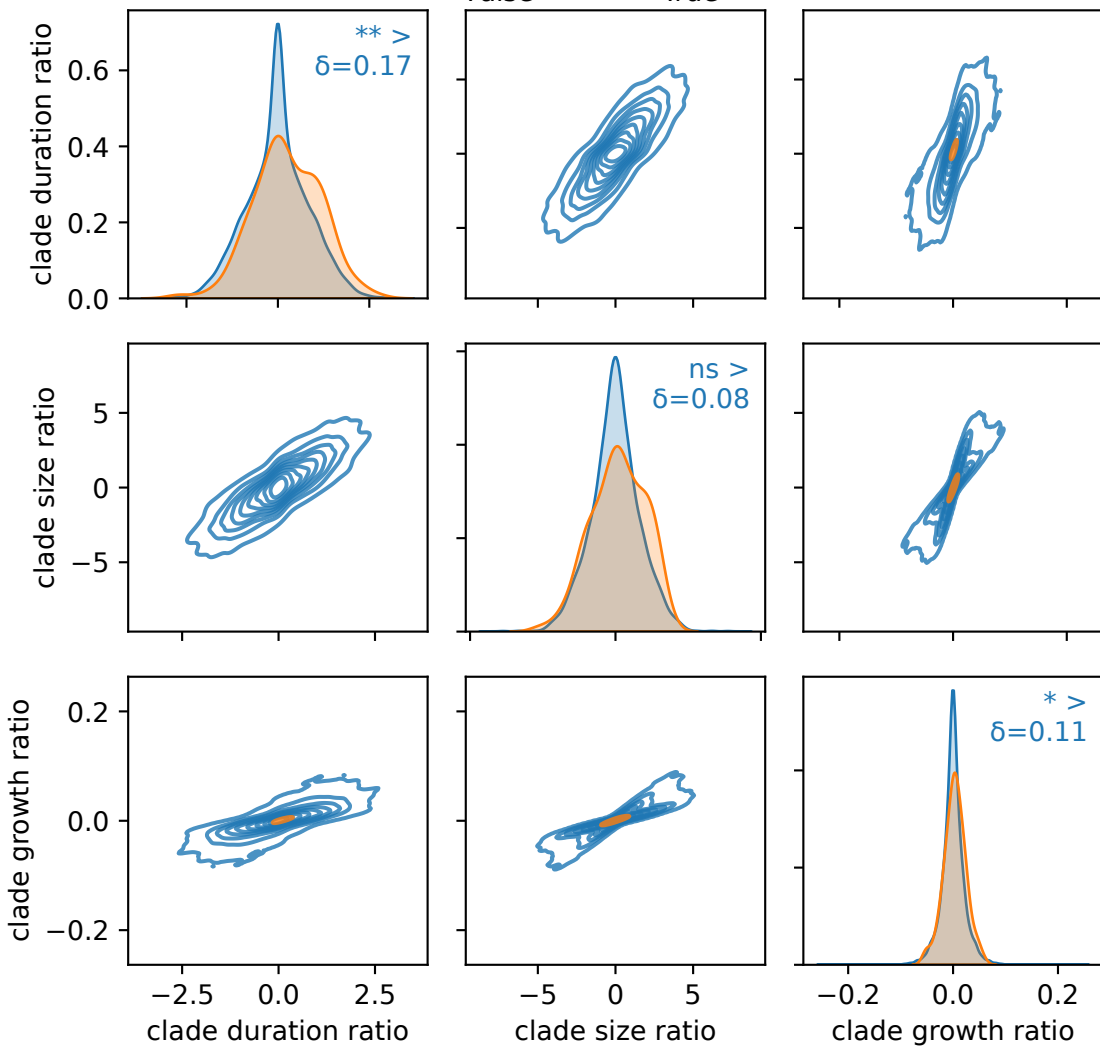 clade duration ratio
0.6
0.4
0.2
0.0
** >
δ=0.17
clade size ratio
5
0
−5
ns >
δ=0.08
clade growth ratio
0.2
0.0
−0.2
* >
δ=0.11
−2.5 0.0 2.5
−5 0 5
−0.2 0.0 0.2
clade duration ratio
clade size ratio
clade growth ratio